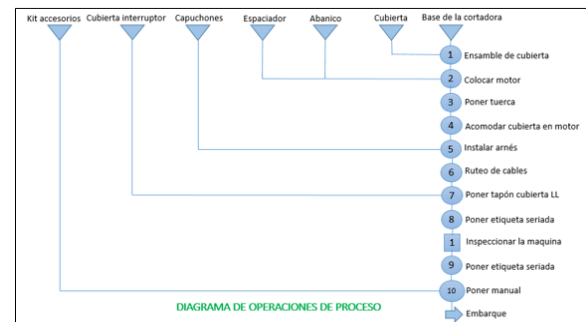 Kit accesorios Cubierta interruptor Capuchones Espaciador Abanico Cubierta Base de la cortadora
1 Ensamble de cubierta
2 Colocar motor
3 Poner tuerca
4 Acomodar cubierta en motor
5 Instalar arnés
6 Ruteo de cables
7 Poner tapón cubierta LL
8 Poner etiqueta seriada
1 Inspeccionar la maquina
9 Poner etiqueta seriada
10 Poner manual
DIAGRAMA DE OPERACIONES DE PROCESO
Embarque